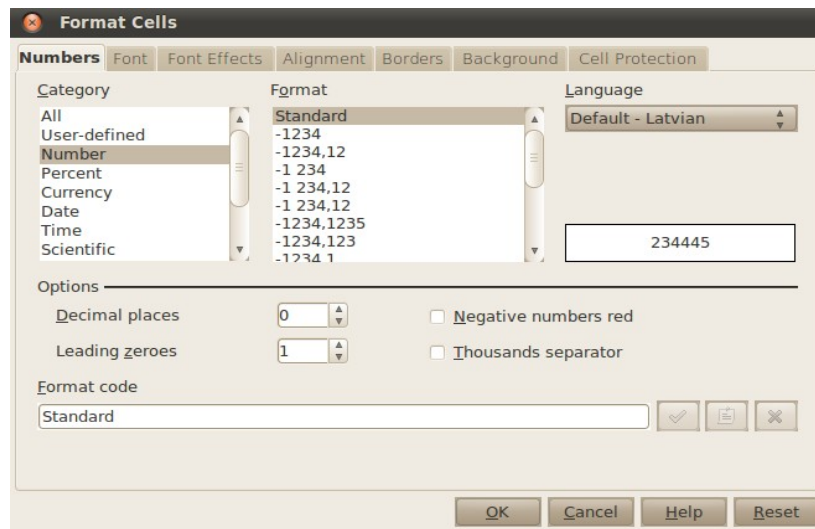 Format Cells
Numbers Font Font Effects Alignment Borders Background Cell Protection
Category
All
User-defined
Number
Percent
Currency
Date
Time
Scientific
Format
Standard
-1234
-1234,12
-1 234
-1 234,12
-1 234,12
-1234,1235
-1234,123
-1234,1
Language
Default - Latvian
234445
Options
Decimal places 0
Negative numbers red
Leading zeroes 1
Thousands separator
Format code
Standard
OK Cancel Help Reset